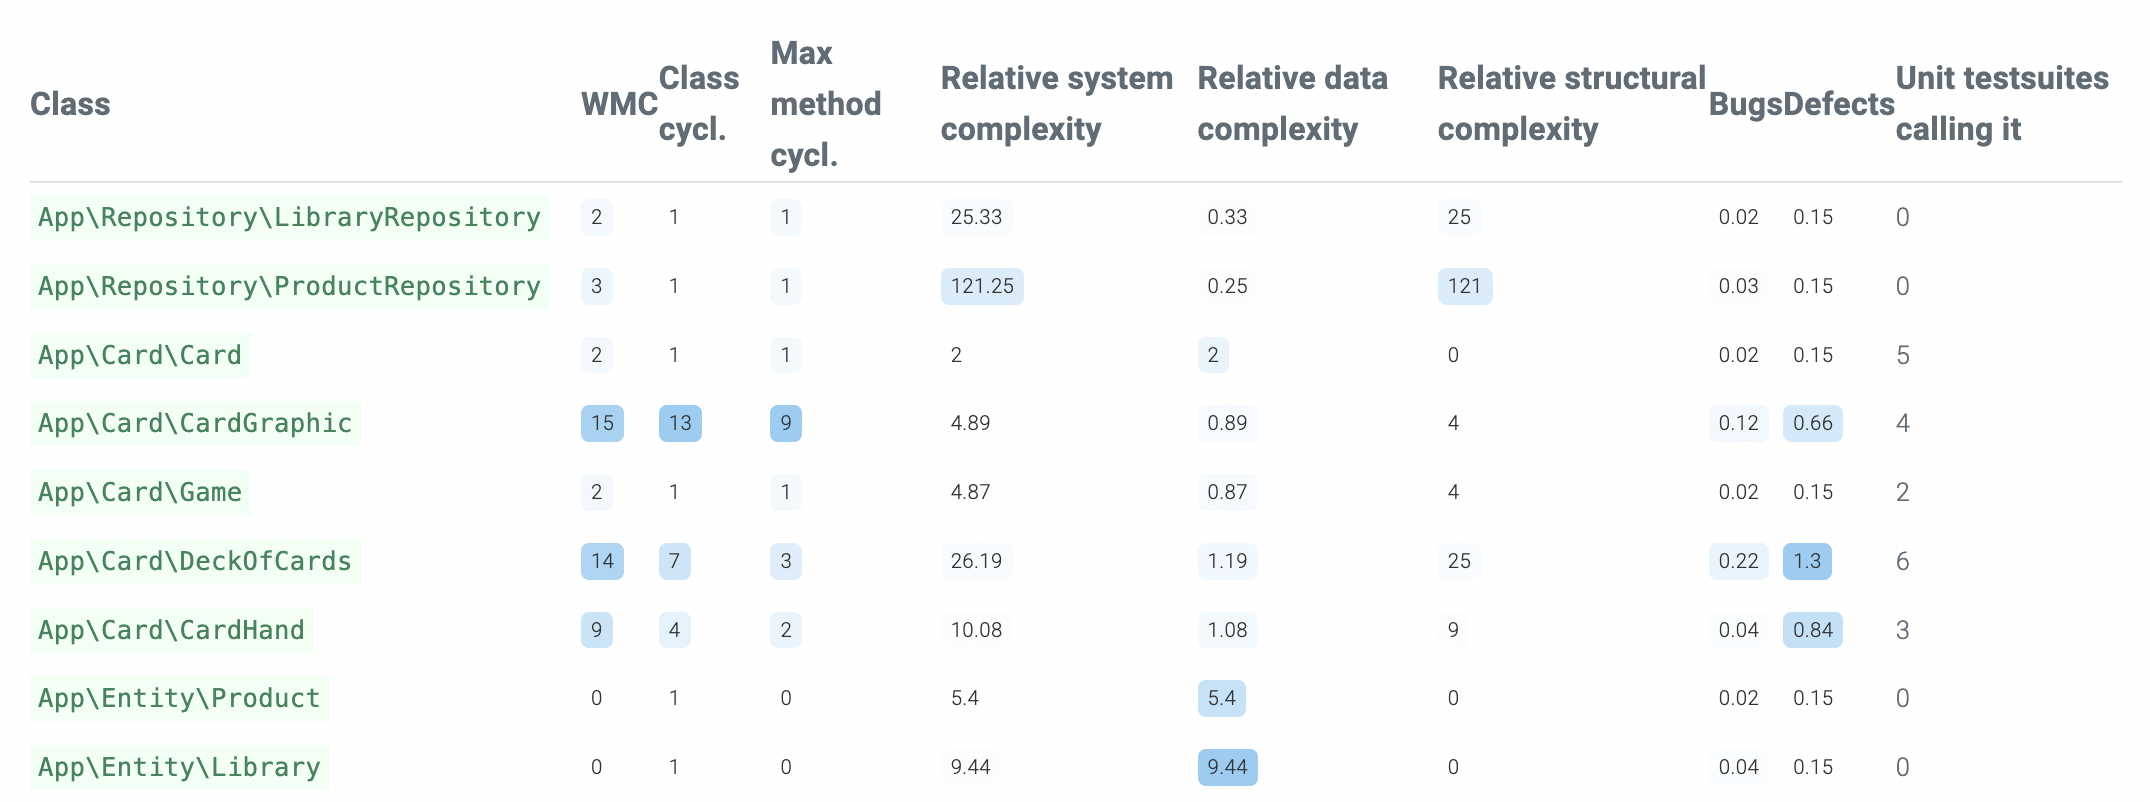 Class WMC Class cycl. Max method cycl. Relative system complexity Relative data complexity Relative structural complexity Bugs Defects Unit testsuites calling it
App\Repository\LibraryRepository 2 1 1 25.33 0.33 25 0.02 0.15 0
App\Repository\ProductRepository 3 1 1 121.25 0.25 121 0.03 0.15 0
App\Card\Card 2 1 1 2 2 0 0.02 0.15 5
App\Card\CardGraphic 15 13 9 4.89 0.89 4 0.12 0.66 4
App\Card\Game 2 1 1 4.87 0.87 4 0.02 0.15 2
App\Card\DeckOfCards 14 7 3 26.19 1.19 25 0.22 1.3 6
App\Card\CardHand 9 4 2 10.08 1.08 9 0.04 0.84 3
App\Entity\Product 0 1 0 5.4 5.4 0 0.02 0.15 0
App\Entity\Library 0 1 0 9.44 9.44 0 0.04 0.15 0